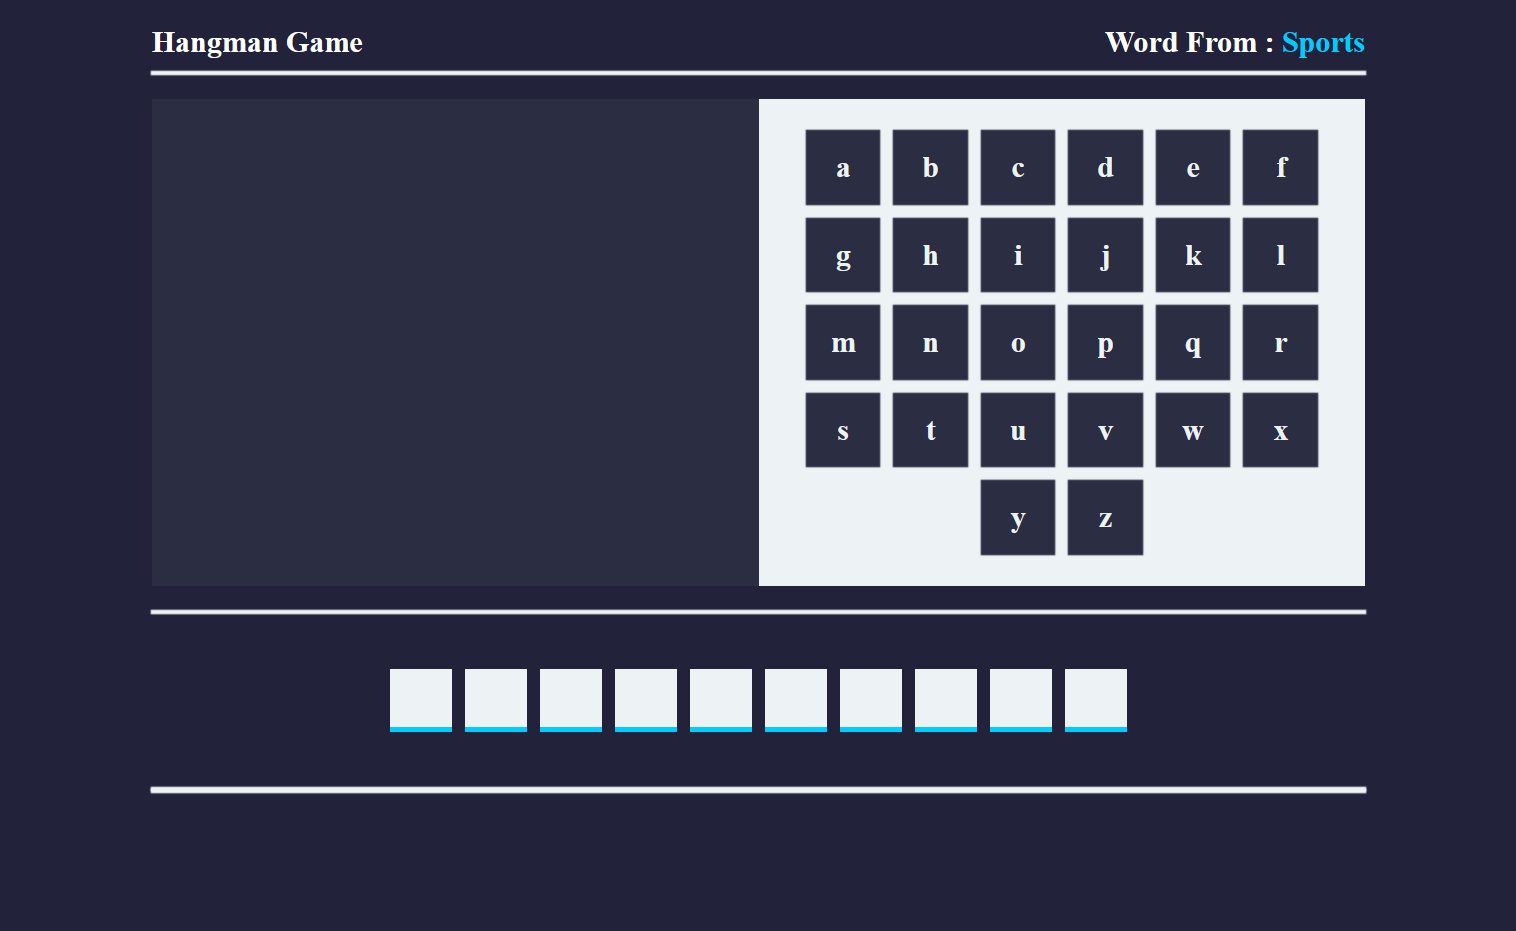 Hangman Game
Word From : Sports
a b c d e f
g h i j k l
m n o p q r
s t u v w x
y z